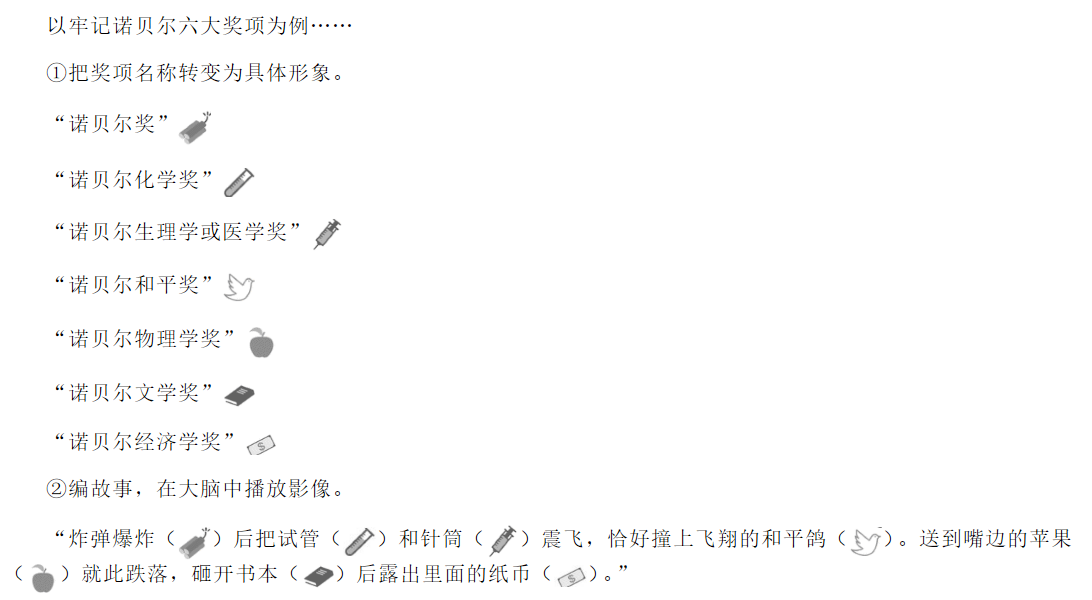 以牢记诺贝尔六大奖项为例……
①把奖项名称转变为具体形象。
“诺贝尔奖”
“诺贝尔化学奖”
“诺贝尔生理学或医学奖”
“诺贝尔和平奖”
“诺贝尔物理学奖”
“诺贝尔文学奖”
“诺贝尔经济学奖”
②编故事，在大脑中播放影像。
“炸弹爆炸（）后把试管（）和针筒（）震飞，恰好撞上飞翔的和平鸽（）。送到嘴边的苹果
（）就此跌落，砸开书本（）后露出里面的纸币（）。”